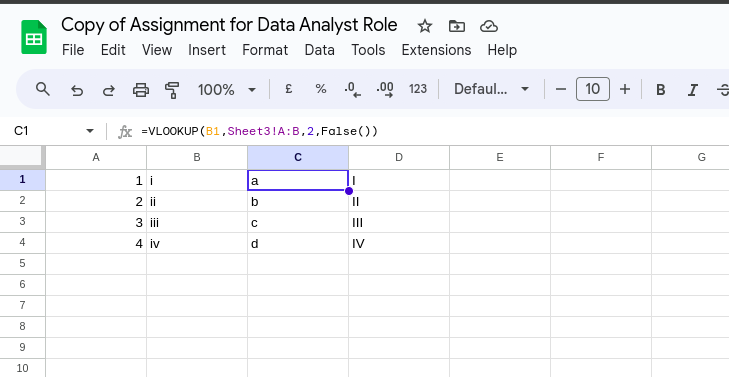 Copy of Assignment for Data Analyst Role
File Edit View Insert Format Data Tools Extensions Help
100% £ % .0 .00 123 Defaul... 10 B I S
C1 fx =VLOOKUP(B1,Sheet3!A:B,2,False())
A B C D E F G
1 1 i a I
2 2 ii b II
3 3 iii c III
4 4 iv d IV
5
6
7
8
9
10